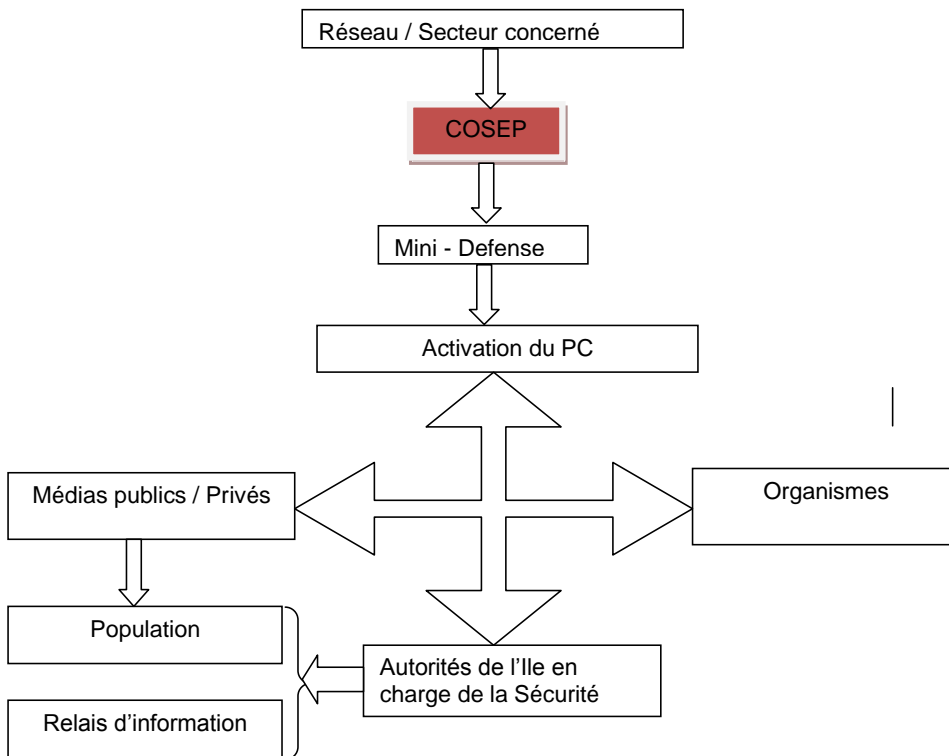 Réseau / Secteur concerné
COSEP
Mini - Defense
Activation du PC
Médias publics / Privés
Organismes
Population
Autorités de l'Ile en
charge de la Sécurité
Relais d'information